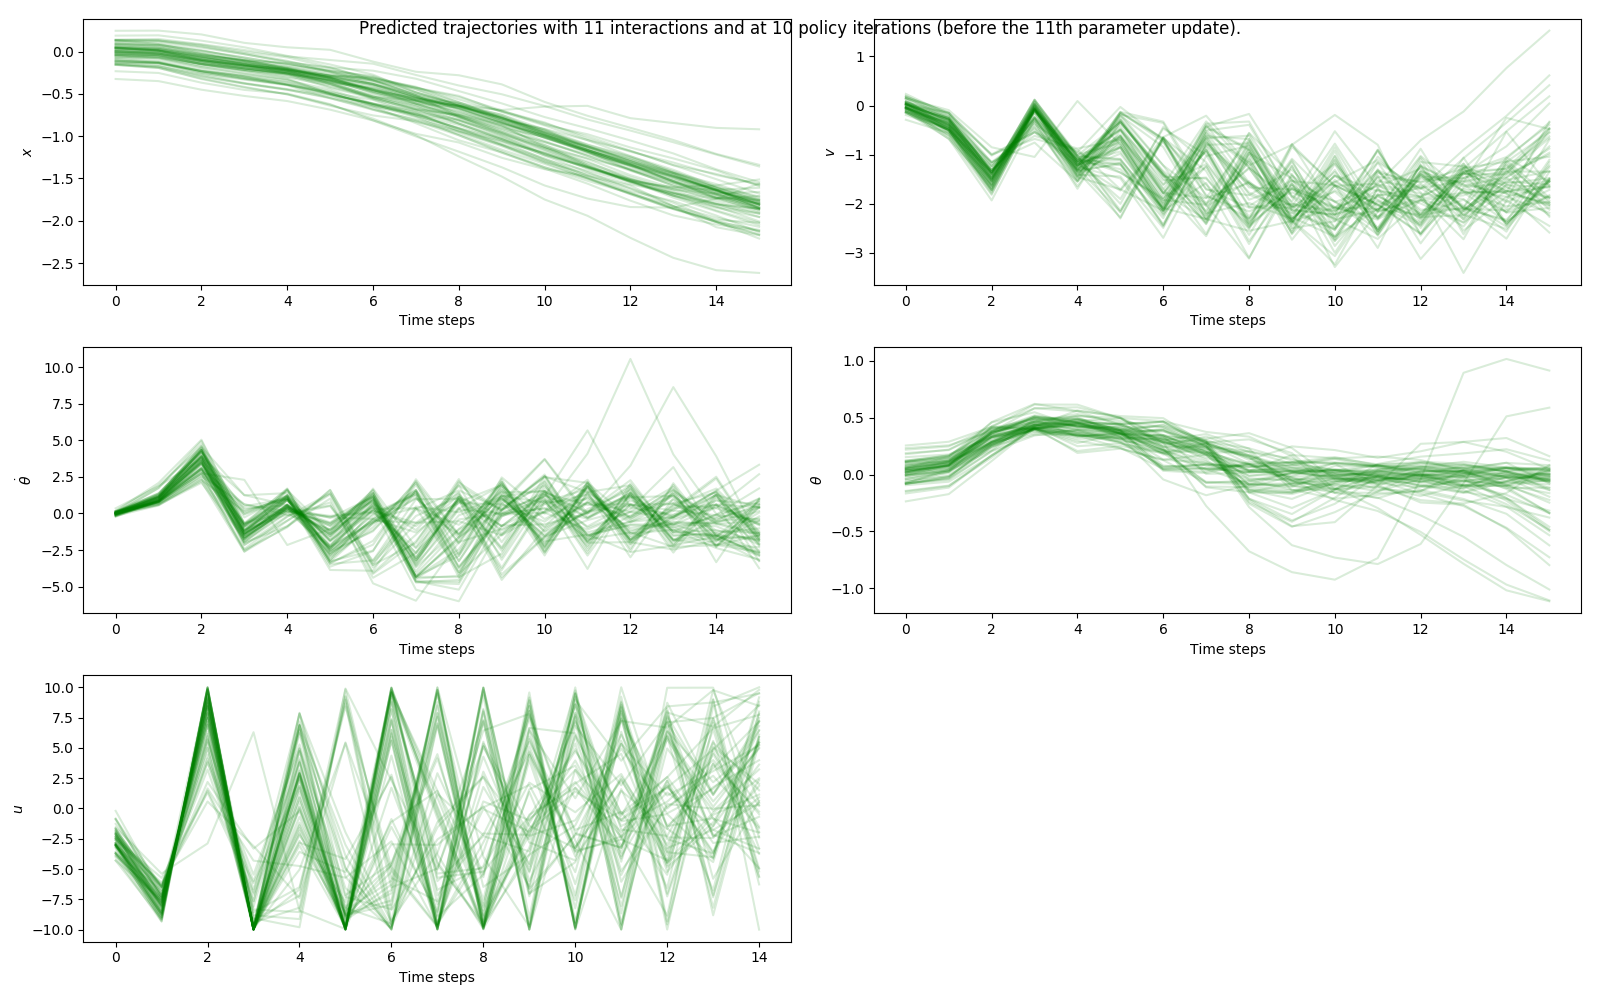 Predicted trajectories with 11 interactions and at 10 policy iterations (before the 11th parameter update).
0.0
−0.5
−1.0
−1.5
−2.0
−2.5
x
0 2 4 6 8 10 12 14
Time steps
1
0
−1
−2
−3
v
0 2 4 6 8 10 12 14
Time steps
10.0
7.5
5.0
2.5
0.0
−2.5
−5.0
θ̇
0 2 4 6 8 10 12 14
Time steps
1.0
0.5
0.0
−0.5
−1.0
θ
0 2 4 6 8 10 12 14
Time steps
10.0
7.5
5.0
2.5
0.0
−2.5
−5.0
−7.5
−10.0
u
0 2 4 6 8 10 12 14
Time steps